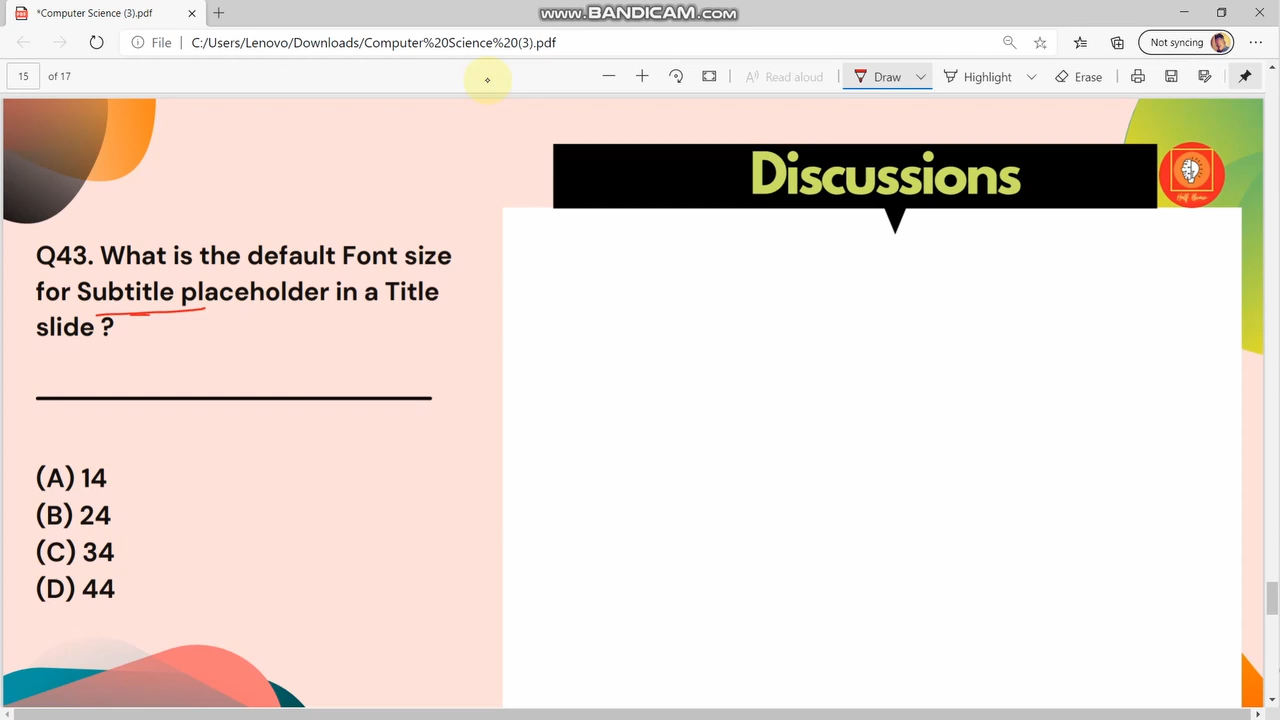 *Computer Science (3).pdf
www.BANDICAM.com
File C:/Users/Lenovo/Downloads/Computer%20Science%20(3).pdf
Not syncing
15 of 17
Read aloud
Draw
Highlight
Erase
Discussions
Half Brain
Q43. What is the default Font size
for Subtitle placeholder in a Title
slide ?
(A) 14
(B) 24
(C) 34
(D) 44